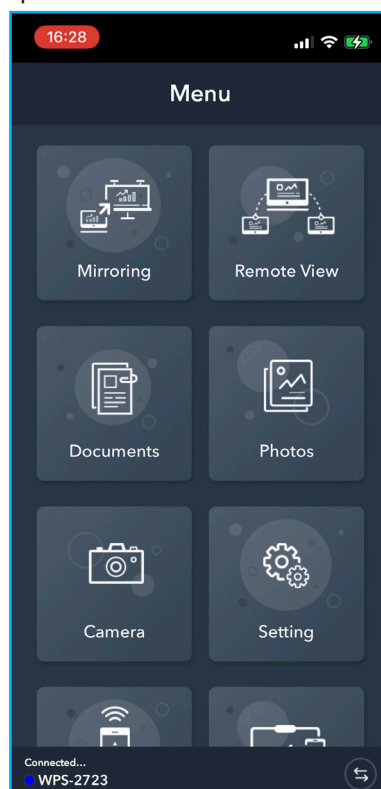 16:28
Menu
Mirroring
Remote View
Documents
Photos
Camera
Setting
Connected...
WPS-2723